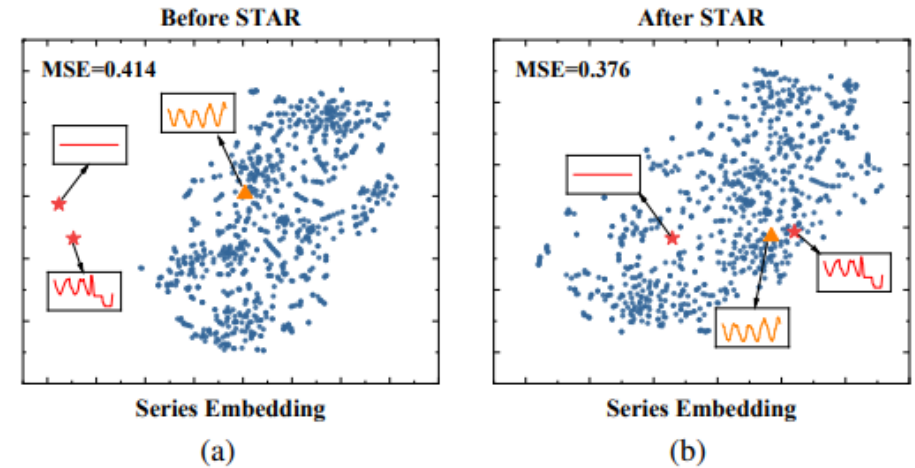 Before STAR
MSE=0.414
Series Embedding
(a)
After STAR
MSE=0.376
Series Embedding
(b)